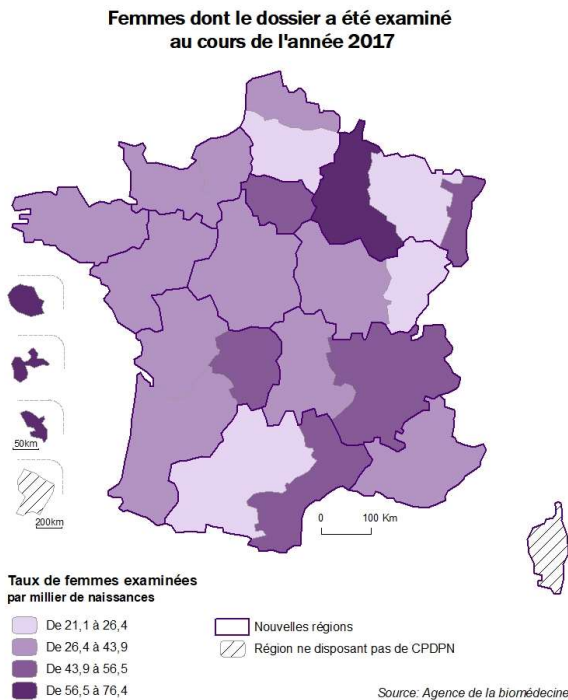 Femmes dont le dossier a été examiné
au cours de l'année 2017
50km
200km
0 100 Km
Taux de femmes examinées
par millier de naissances
De 21,1 à 26,4
De 26,4 à 43,9
De 43,9 à 56,5
De 56,5 à 76,4
Nouvelles régions
Région ne disposant pas de CPDPN
Source: Agence de la biomédecine